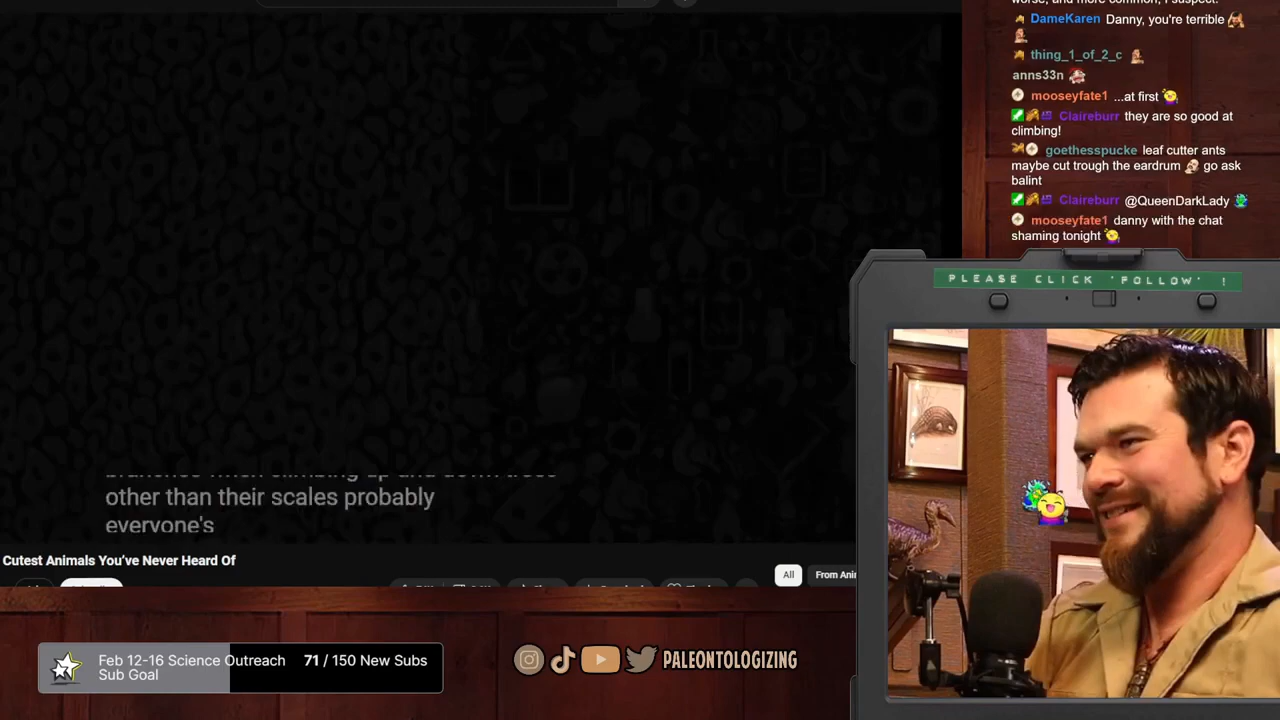 DameKaren Danny, you're terrible
thing_1_of_2_c
anns33n
mooseyfate1 ...at first
Claireburr they are so good at
climbing!
goethesspucke leaf cutter ants
maybe cut trough the eardrum go ask
balint
Claireburr @QueenDarkLady
mooseyfate1 danny with the chat
shaming tonight
PLEASE CLICK 'FOLLOW' !
other than their scales probably
everyone's
Cutest Animals You've Never Heard Of
All
From Ani
Feb 12-16 Science Outreach
Sub Goal
71 / 150 New Subs
PALEONTOLOGIZING